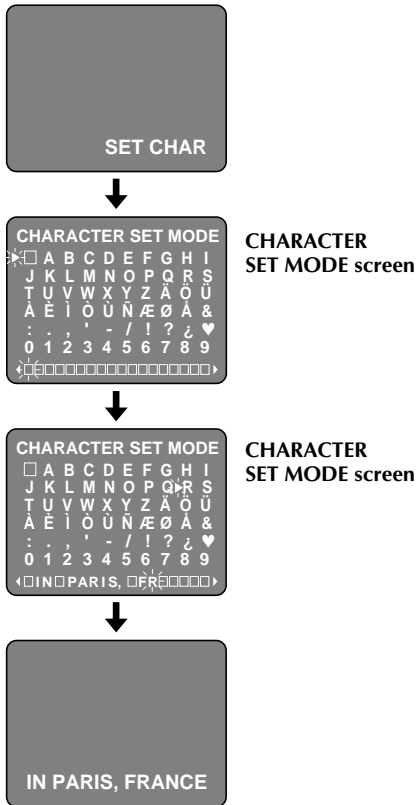 SET CHAR
CHARACTER SET MODE
□ A B C D E F G H I
J K L M N O P Q R S
T U V W X Y Z Ä Ö Ü
À È Ì Ò Ù Ñ Æ Ø Å &
: . , ' - / ! ? ¿ ♥
0 1 2 3 4 5 6 7 8 9
CHARACTER
SET MODE screen
CHARACTER SET MODE
□ A B C D E F G H I
J K L M N O P Q R S
T U V W X Y Z Ä Ö Ü
À È Ì Ò Ù Ñ Æ Ø Å &
: . , ' - / ! ? ¿ ♥
0 1 2 3 4 5 6 7 8 9
□IN□PARIS, □FR□□□□□
CHARACTER
SET MODE screen
IN PARIS, FRANCE